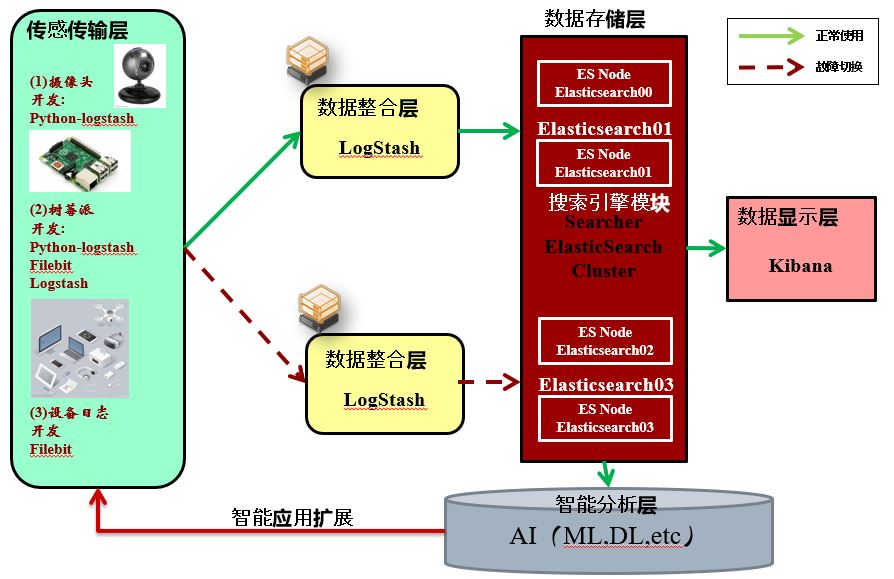 传感传输层
(1)摄像头
开发:
Python-logstash
(2)树莓派
开发:
Python-logstash
Filebit
Logstash
(3)设备日志
开发
Filebit
数据整合层
LogStash
数据整合层
LogStash
数据存储层
ES Node
Elasticsearch00
Elasticsearch01
ES Node
Elasticsearch01
搜索引擎模块
Searcher
ElasticSearch
Cluster
ES Node
Elasticsearch02
Elasticsearch03
ES Node
Elasticsearch03
正常使用
故障切换
数据显示层
Kibana
智能分析层
AI（ML,DL,etc）
智能应用扩展